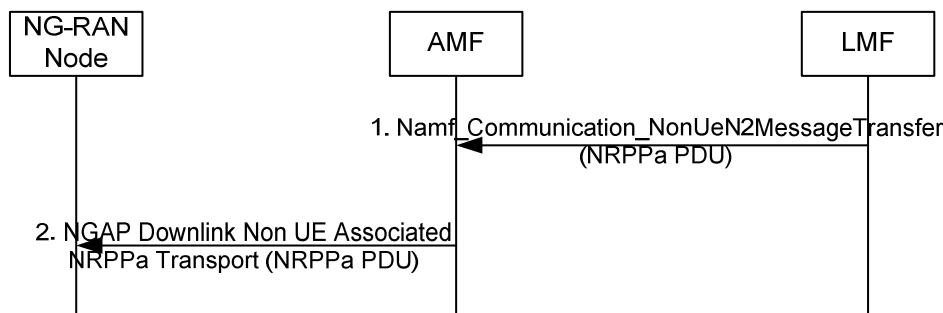 NG-RAN
Node
AMF
LMF
1. Namf_Communication_NonUeN2MessageTransfer
(NRPPa PDU)
2. NGAP Downlink Non UE Associated
NRPPa Transport (NRPPa PDU)